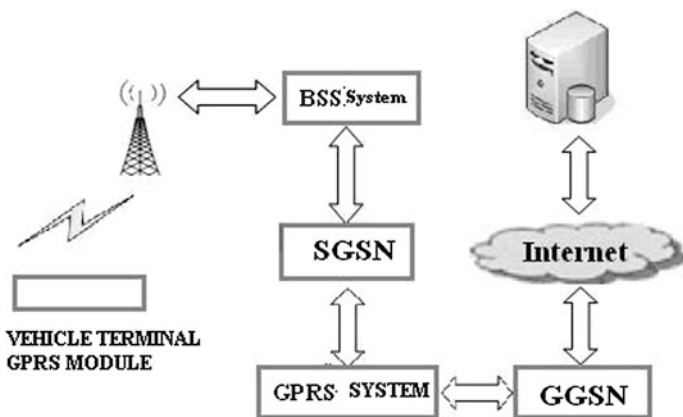 BSS System
SGSN
Internet
VEHICLE TERMINAL
GPRS MODULE
GPRS SYSTEM
GGSN